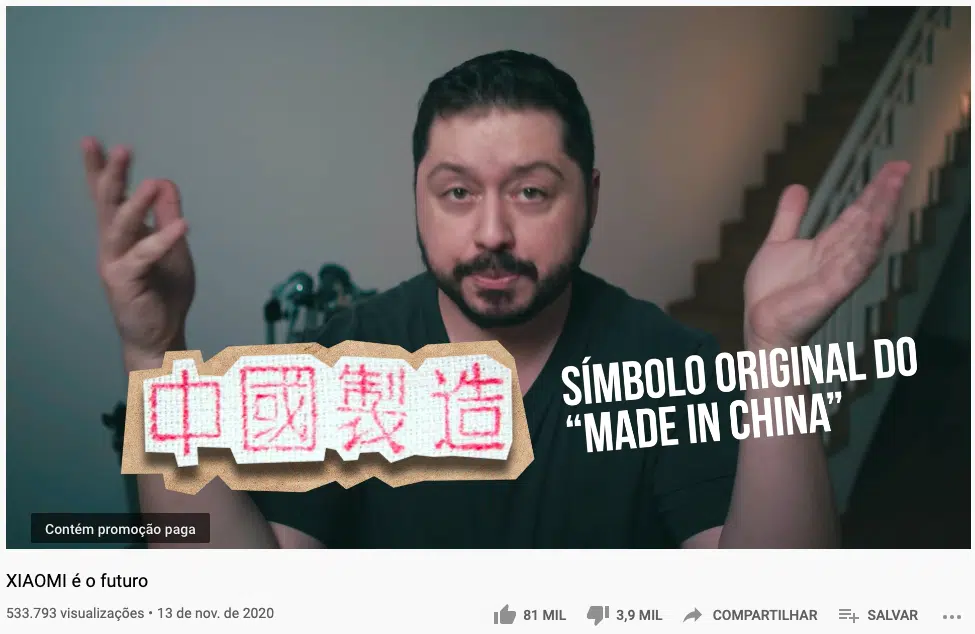 中國製造
SÍMBOLO ORIGINAL DO
“MADE IN CHINA”
Contém promoção paga
XIAOMI é o futuro
533.793 visualizações • 13 de nov. de 2020
81 MIL
3,9 MIL
COMPARTILHAR
SALVAR